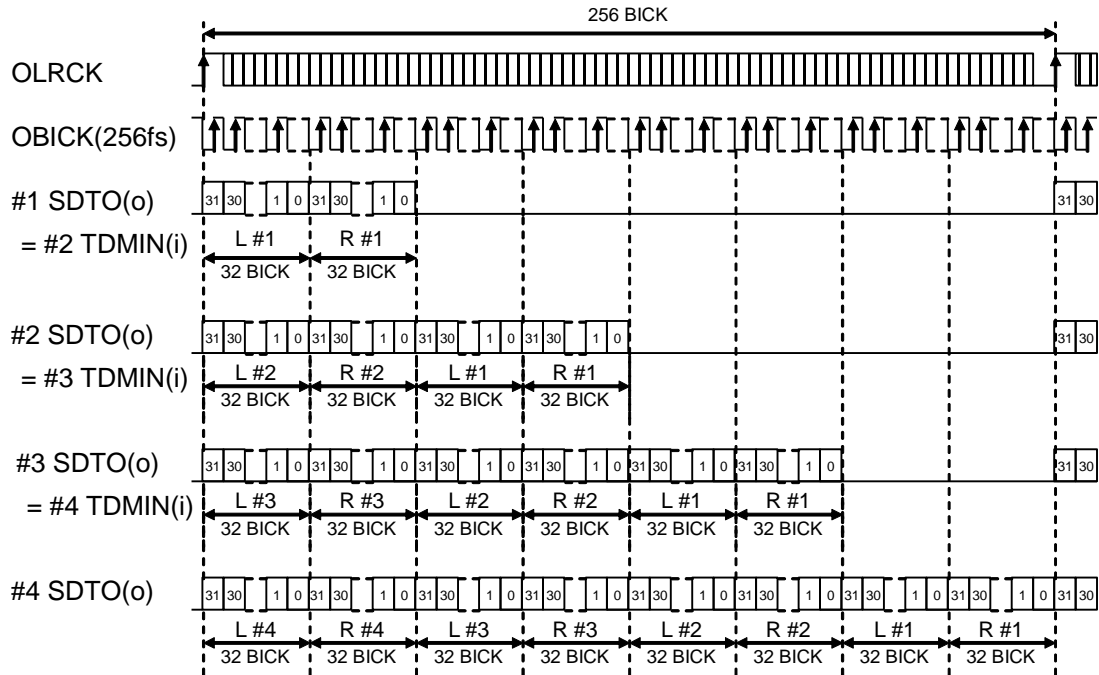 256 BICK
OLRCK
OBICK(256fs)
#1 SDTO(o) 31 30 1 0 31 30 1 0 31 30
= #2 TDMIN(i) L #1 R #1
32 BICK 32 BICK
#2 SDTO(o) 31 30 1 0 31 30 1 0 31 30 1 0 31 30 1 0 31 30
= #3 TDMIN(i) L #2 R #2 L #1 R #1
32 BICK 32 BICK 32 BICK 32 BICK
#3 SDTO(o) 31 30 1 0 31 30 1 0 31 30 1 0 31 30 1 0 31 30 1 0 31 30 1 0 31 30
= #4 TDMIN(i) L #3 R #3 L #2 R #2 L #1 R #1
32 BICK 32 BICK 32 BICK 32 BICK 32 BICK 32 BICK
#4 SDTO(o) 31 30 1 0 31 30 1 0 31 30 1 0 31 30 1 0 31 30 1 0 31 30 1 0 31 30 1 0 31 30 1 0 31 30
L #4 R #4 L #3 R #3 L #2 R #2 L #1 R #1
32 BICK 32 BICK 32 BICK 32 BICK 32 BICK 32 BICK 32 BICK 32 BICK